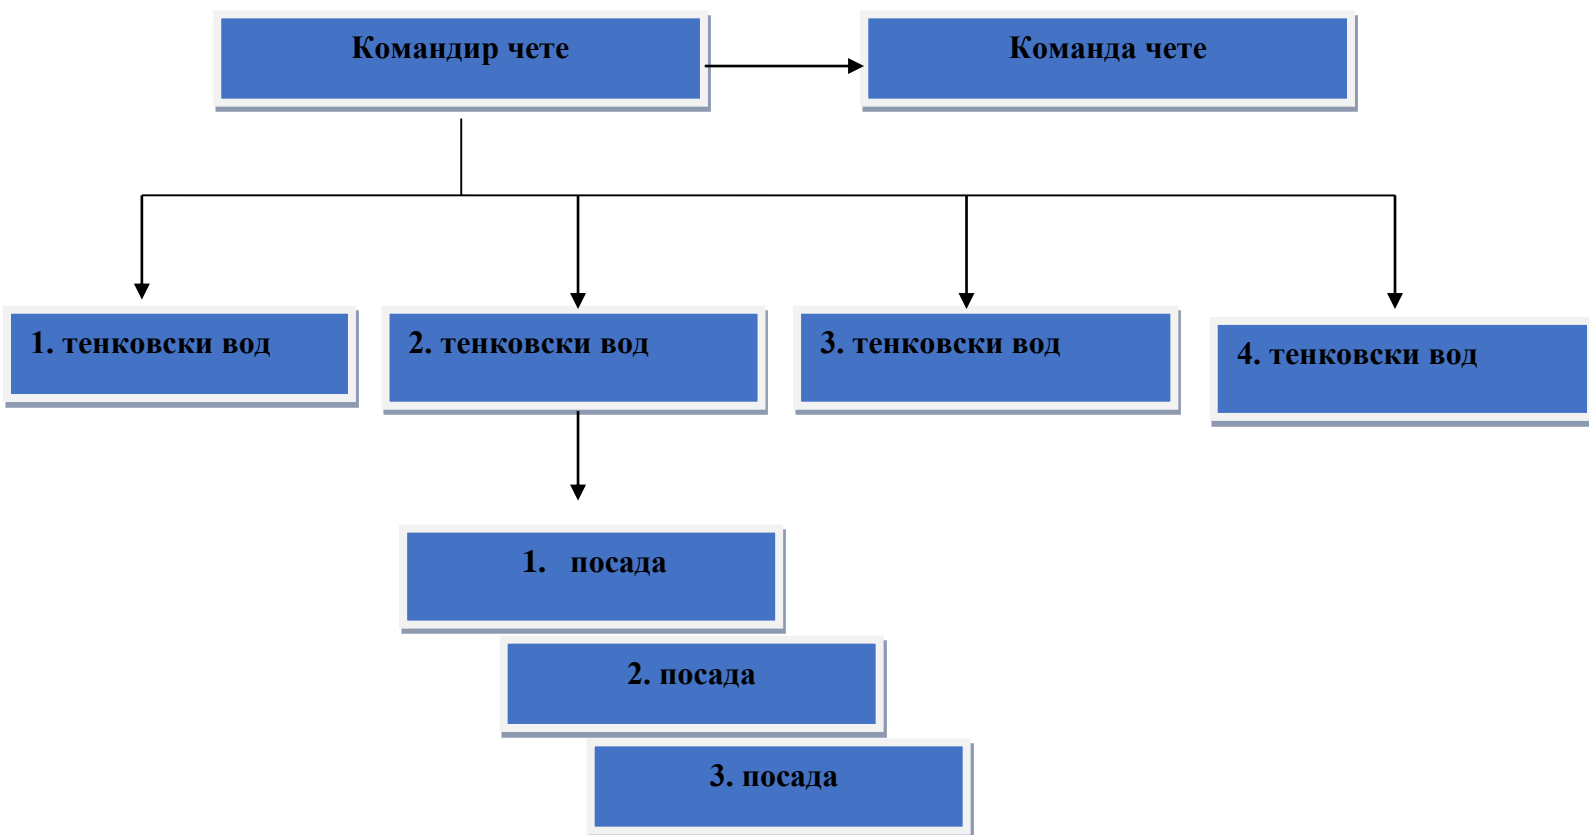 Командир чете
Команда чете
1. тенковски вод
2. тенковски вод
3. тенковски вод
4. тенковски вод
1. посада
2. посада
3. посада